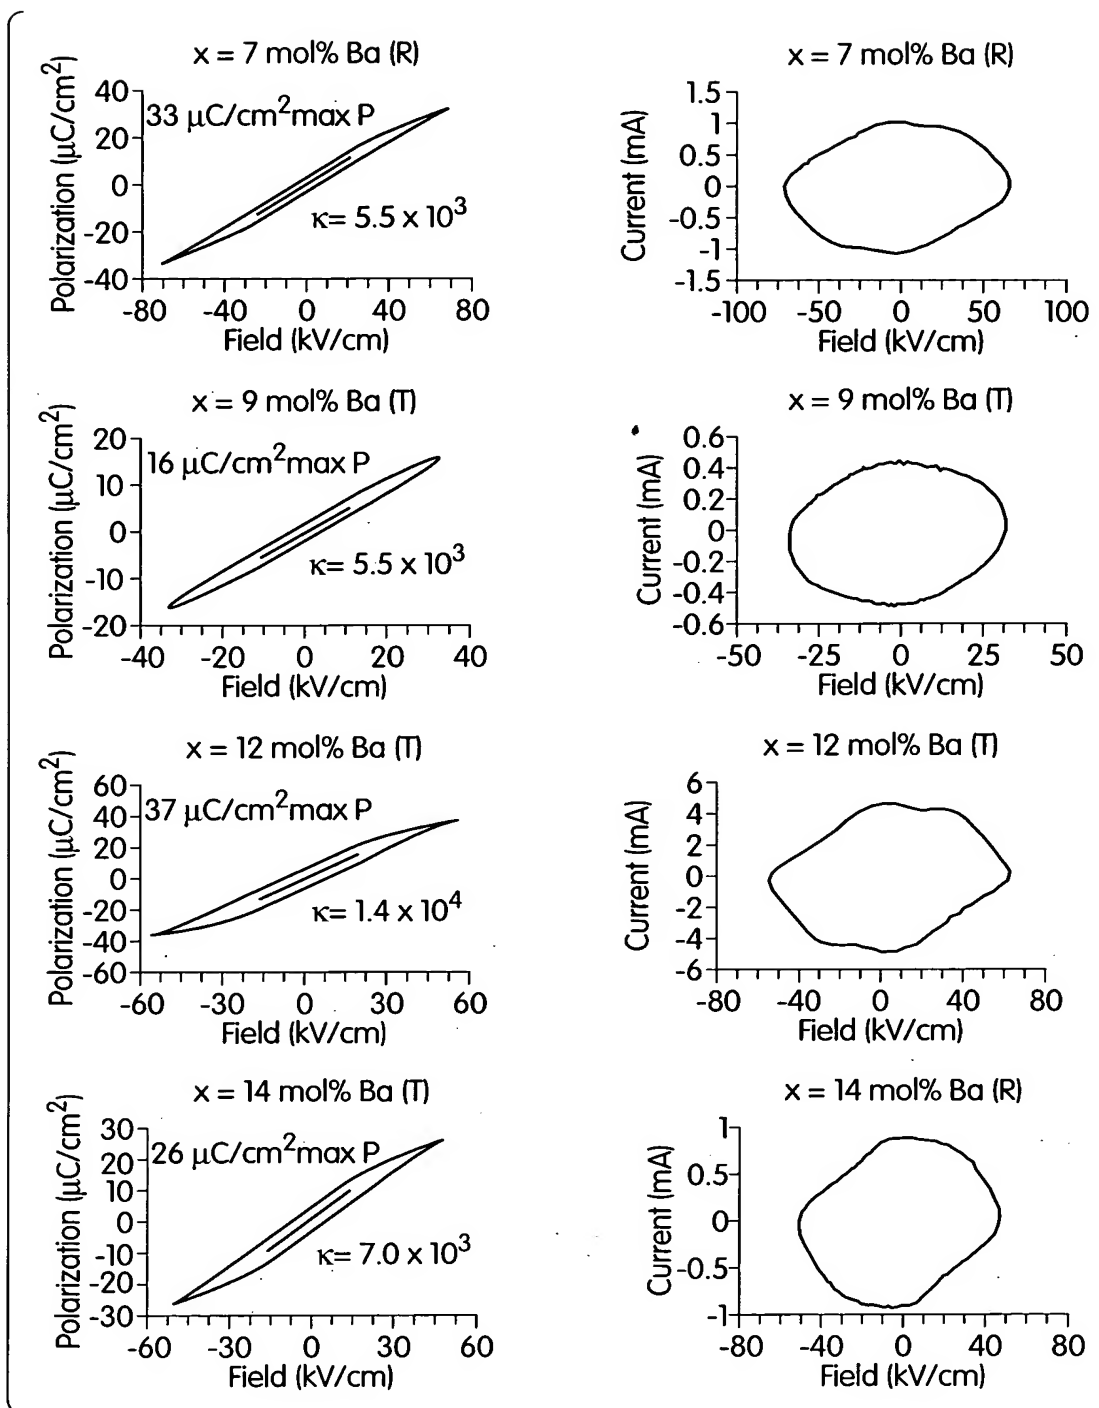 x = 7 mol% Ba (R)
Polarization (μC/cm²)
40
20
0
-20
-40
33 μC/cm²max P
κ= 5.5 x 10³
-80 -40 0 40 80
Field (kV/cm)
x = 7 mol% Ba (R)
Current (mA)
1.5
1
0.5
0
-0.5
-1
-1.5
-100 -50 0 50 100
Field (kV/cm)
x = 9 mol% Ba (T)
Polarization (μC/cm²)
20
10
0
-10
-20
16 μC/cm²max P
κ= 5.5 x 10³
-40 -20 0 20 40
Field (kV/cm)
x = 9 mol% Ba (T)
Current (mA)
0.6
0.4
0.2
0
-0.2
-0.4
-0.6
-50 -25 0 25 50
Field (kV/cm)
x = 12 mol% Ba (T)
Polarization (μC/cm²)
60
40
20
0
-20
-40
-60
37 μC/cm²max P
κ= 1.4 x 10⁴
-60 -30 0 30 60
Field (kV/cm)
x = 12 mol% Ba (T)
Current (mA)
6
4
2
0
-2
-4
-6
-80 -40 0 40 80
Field (kV/cm)
x = 14 mol% Ba (T)
Polarization (μC/cm²)
30
20
10
0
-10
-20
-30
26 μC/cm²max P
κ= 7.0 x 10³
-60 -30 0 30 60
Field (kV/cm)
x = 14 mol% Ba (R)
Current (mA)
1
0.5
0
-0.5
-1
-80 -40 0 40 80
Field (kV/cm)